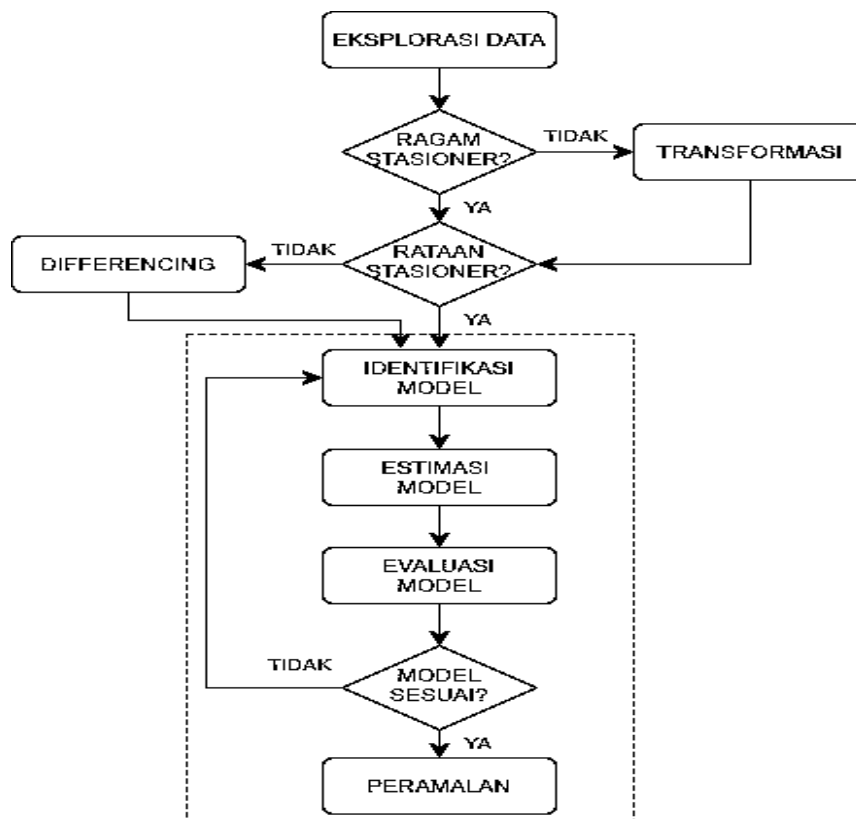 EKSPLORASI DATA
RAGAM
STASIONER?
TIDAK
TRANSFORMASI
YA
RATAAN
STASIONER?
TIDAK
DIFFERENCING
YA
IDENTIFIKASI
MODEL
ESTIMASI
MODEL
EVALUASI
MODEL
TIDAK
MODEL
SESUAI?
YA
PERAMALAN